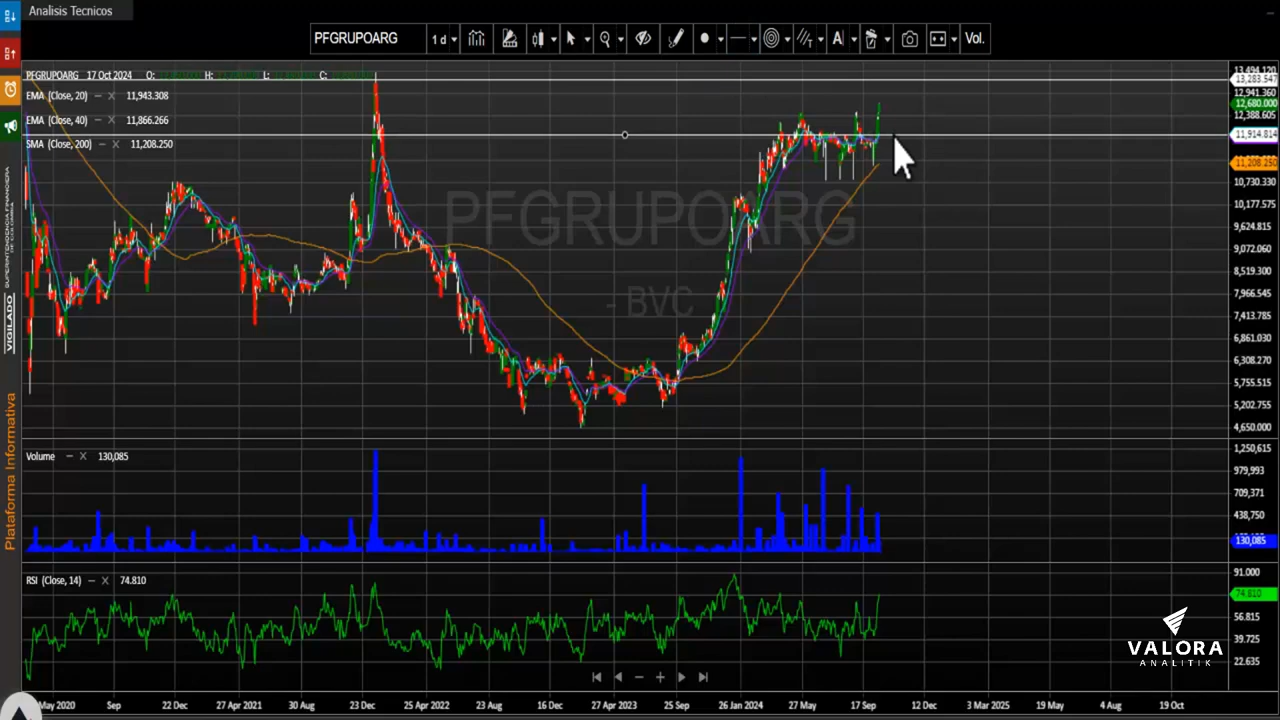 Analisis Tecnicos
PFGRUPOARG 1 d Vol.
PFGRUPOARG 17 Oct 2024 O: H: L: C:
EMA (Close, 20) – X 11,943.308
EMA (Close, 40) – X 11,866.266
SMA (Close, 200) – X 11,208.250
PFGRUPOARG
- BVC
13,494.120
13,283.547
12,941.360
12,680.000
12,388.605
11,914.814
11,208.250
10,730.330
10,177.575
9,624.815
9,072.060
8,519.300
7,966.545
7,413.785
6,861.030
6,308.270
5,755.515
5,202.755
4,650.000
Volume – X 130,085
1,250,615
979,993
709,371
438,750
130,085
RSI (Close, 14) – X 74.810
91.000
74.810
56.815
39.725
22.635
May 2020 Sep 22 Dec 27 Apr 2021 30 Aug 23 Dec 25 Apr 2022 23 Aug 16 Dec 27 Apr 2023 25 Sep 26 Jan 2024 27 May 17 Sep 12 Dec 3 Mar 2025 19 May 4 Aug 19 Oct
VALORA
ANALITIK
VIGILADO SUPERINTENDENCIA FINANCIERA
Plataforma Informativa